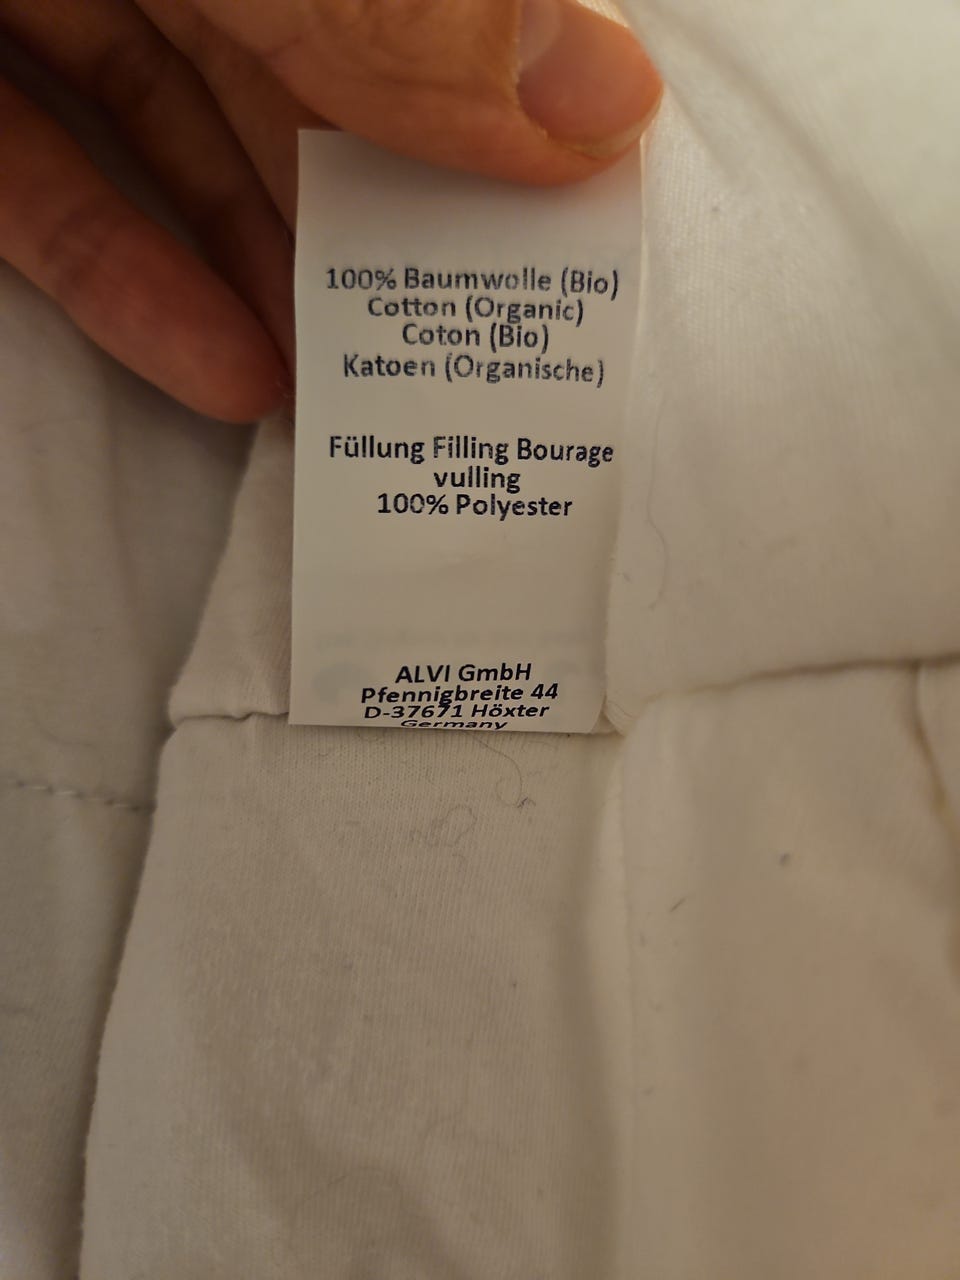 100% Baumwolle (Bio)
Cotton (Organic)
Coton (Bio)
Katoen (Organische)
Füllung Filling Bourage
vulling
100% Polyester
ALVI GmbH
Pfennigbreite 44
D-37671 Höxter
Germany